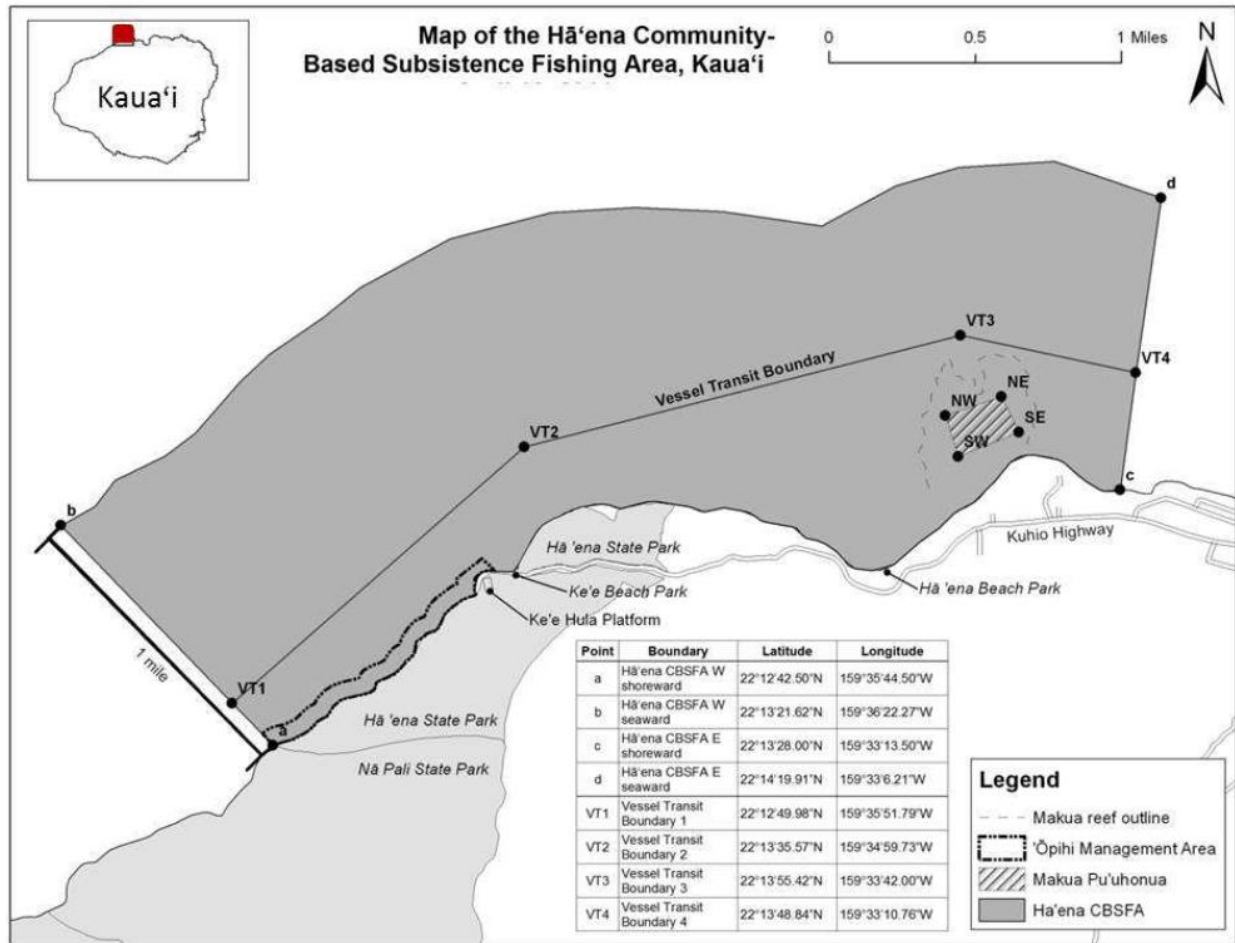 Map of the Hā‘ena Community-
Based Subsistence Fishing Area, Kaua‘i
Kaua‘i
0 0.5 1 Miles
N
d
VT3
Vessel Transit Boundary
VT4
NE
NW
SE
VT2
SW
c
b
Kuhio Highway
Hā 'ena State Park
Ke'e Beach Park
Hā 'ena Beach Park
Ke'e Hula Platform
1 mile
VT1
a
Hā 'ena State Park
Nā Pali State Park
Point Boundary Latitude Longitude
a Hā‘ena CBSFA W shoreward 22°12'42.50"N 159°35'44.50"W
b Hā‘ena CBSFA W seaward 22°13'21.62"N 159°36'22.27"W
c Hā‘ena CBSFA E shoreward 22°13'28.00"N 159°33'13.50"W
d Hā‘ena CBSFA E seaward 22°14'19.91"N 159°33'6.21"W
VT1 Vessel Transit Boundary 1 22°12'49.98"N 159°35'51.79"W
VT2 Vessel Transit Boundary 2 22°13'35.57"N 159°34'59.73"W
VT3 Vessel Transit Boundary 3 22°13'55.42"N 159°33'42.00"W
VT4 Vessel Transit Boundary 4 22°13'48.84"N 159°33'10.76"W
Legend
Makua reef outline
'Ōpihi Management Area
Makua Pu'uhonua
Ha'ena CBSFA